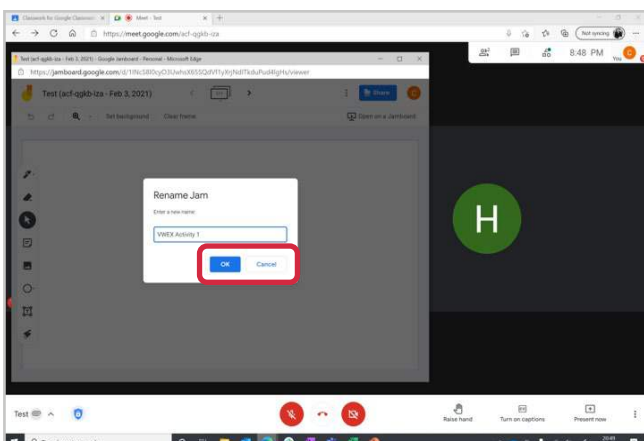 Classwork for Google Classroom
Meet - Test
https://meet.google.com/acf-qgkb-iza
Not syncing
Test (acf-qgkb-iza - Feb 3, 2021) - Google Jamboard - Personal - Microsoft Edge
8:48 PM
You
Test (acf-qgkb-iza - Feb 3, 2021)
Share
Set background
Clear frame
Open on a Jamboard
Rename Jam
Enter a new name:
VWEX Activity 1
OK
Cancel
H
Test
Raise hand
Turn on captions
Present now
20:48